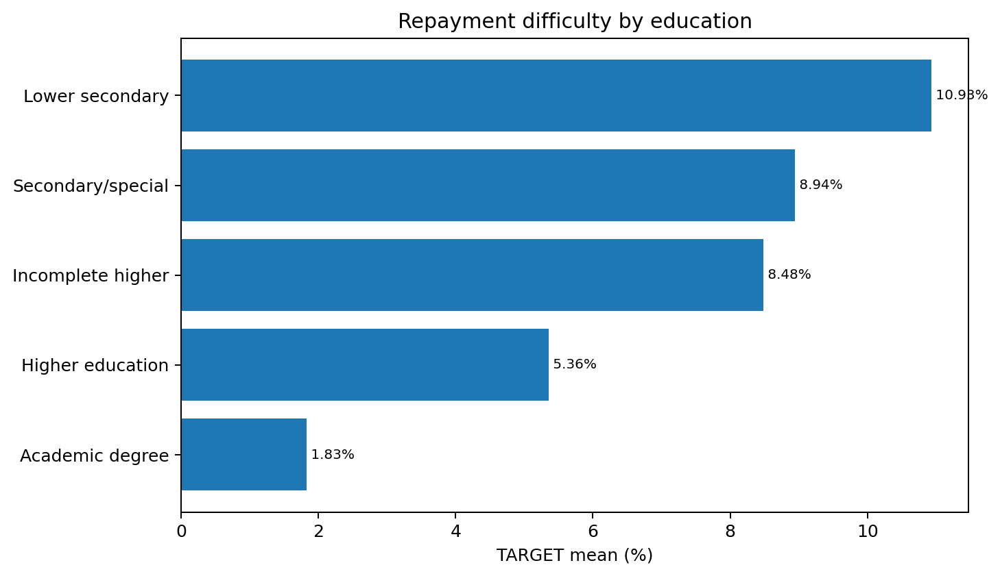 Repayment difficulty by education
Lower secondary 10.93%
Secondary/special 8.94%
Incomplete higher 8.48%
Higher education 5.36%
Academic degree 1.83%
0 2 4 6 8 10
TARGET mean (%)